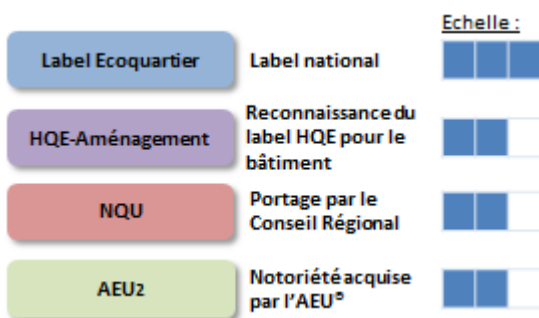 Echelle :
Label Ecoquartier
Label national
HQE-Aménagement
Reconnaissance du
label HQE pour le
bâtiment
NQU
Portage par le
Conseil Régional
AEU2
Notoriété acquise
par l'AEU®